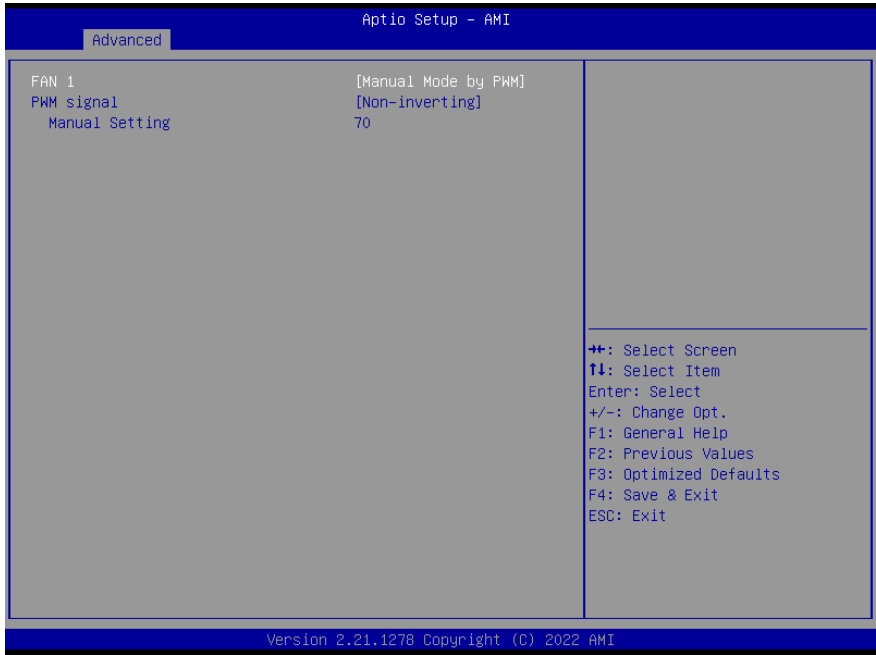 Aptio Setup – AMI
Advanced
FAN 1 [Manual Mode by PWM]
PWM signal [Non-inverting]
Manual Setting 70
→←: Select Screen
↑↓: Select Item
Enter: Select
+/-: Change Opt.
F1: General Help
F2: Previous Values
F3: Optimized Defaults
F4: Save & Exit
ESC: Exit
Version 2.21.1278 Copyright (C) 2022 AMI